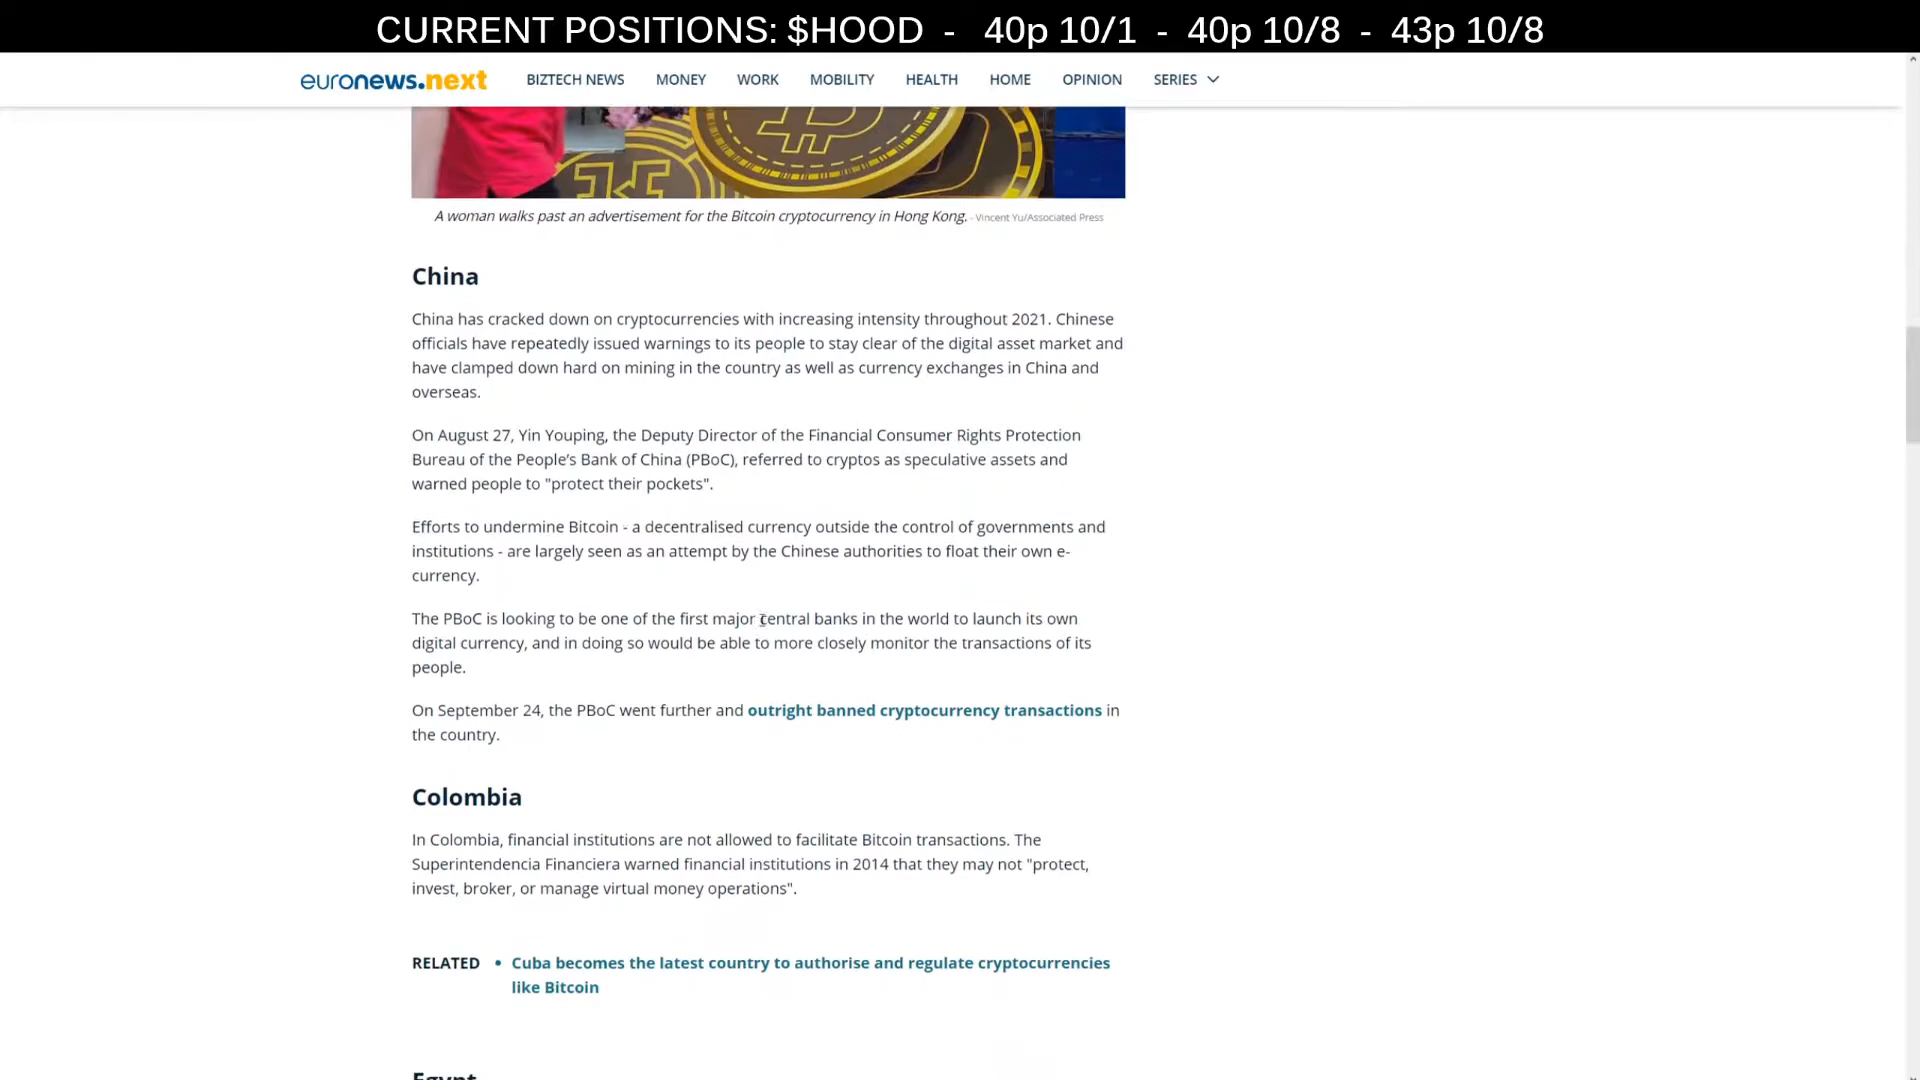 CURRENT POSITIONS: $HOOD - 40p 10/1 - 40p 10/8 - 43p 10/8
euronews.next BIZTECH NEWS MONEY WORK MOBILITY HEALTH HOME OPINION SERIES
A woman walks past an advertisement for the Bitcoin cryptocurrency in Hong Kong. - Vincent Yu/Associated Press
China
China has cracked down on cryptocurrencies with increasing intensity throughout 2021. Chinese
officials have repeatedly issued warnings to its people to stay clear of the digital asset market and
have clamped down hard on mining in the country as well as currency exchanges in China and
overseas.
On August 27, Yin Youping, the Deputy Director of the Financial Consumer Rights Protection
Bureau of the People’s Bank of China (PBoC), referred to cryptos as speculative assets and
warned people to "protect their pockets".
Efforts to undermine Bitcoin - a decentralised currency outside the control of governments and
institutions - are largely seen as an attempt by the Chinese authorities to float their own e-
currency.
The PBoC is looking to be one of the first major central banks in the world to launch its own
digital currency, and in doing so would be able to more closely monitor the transactions of its
people.
On September 24, the PBoC went further and outright banned cryptocurrency transactions in
the country.
Colombia
In Colombia, financial institutions are not allowed to facilitate Bitcoin transactions. The
Superintendencia Financiera warned financial institutions in 2014 that they may not "protect,
invest, broker, or manage virtual money operations".
RELATED • Cuba becomes the latest country to authorise and regulate cryptocurrencies
like Bitcoin
Egypt